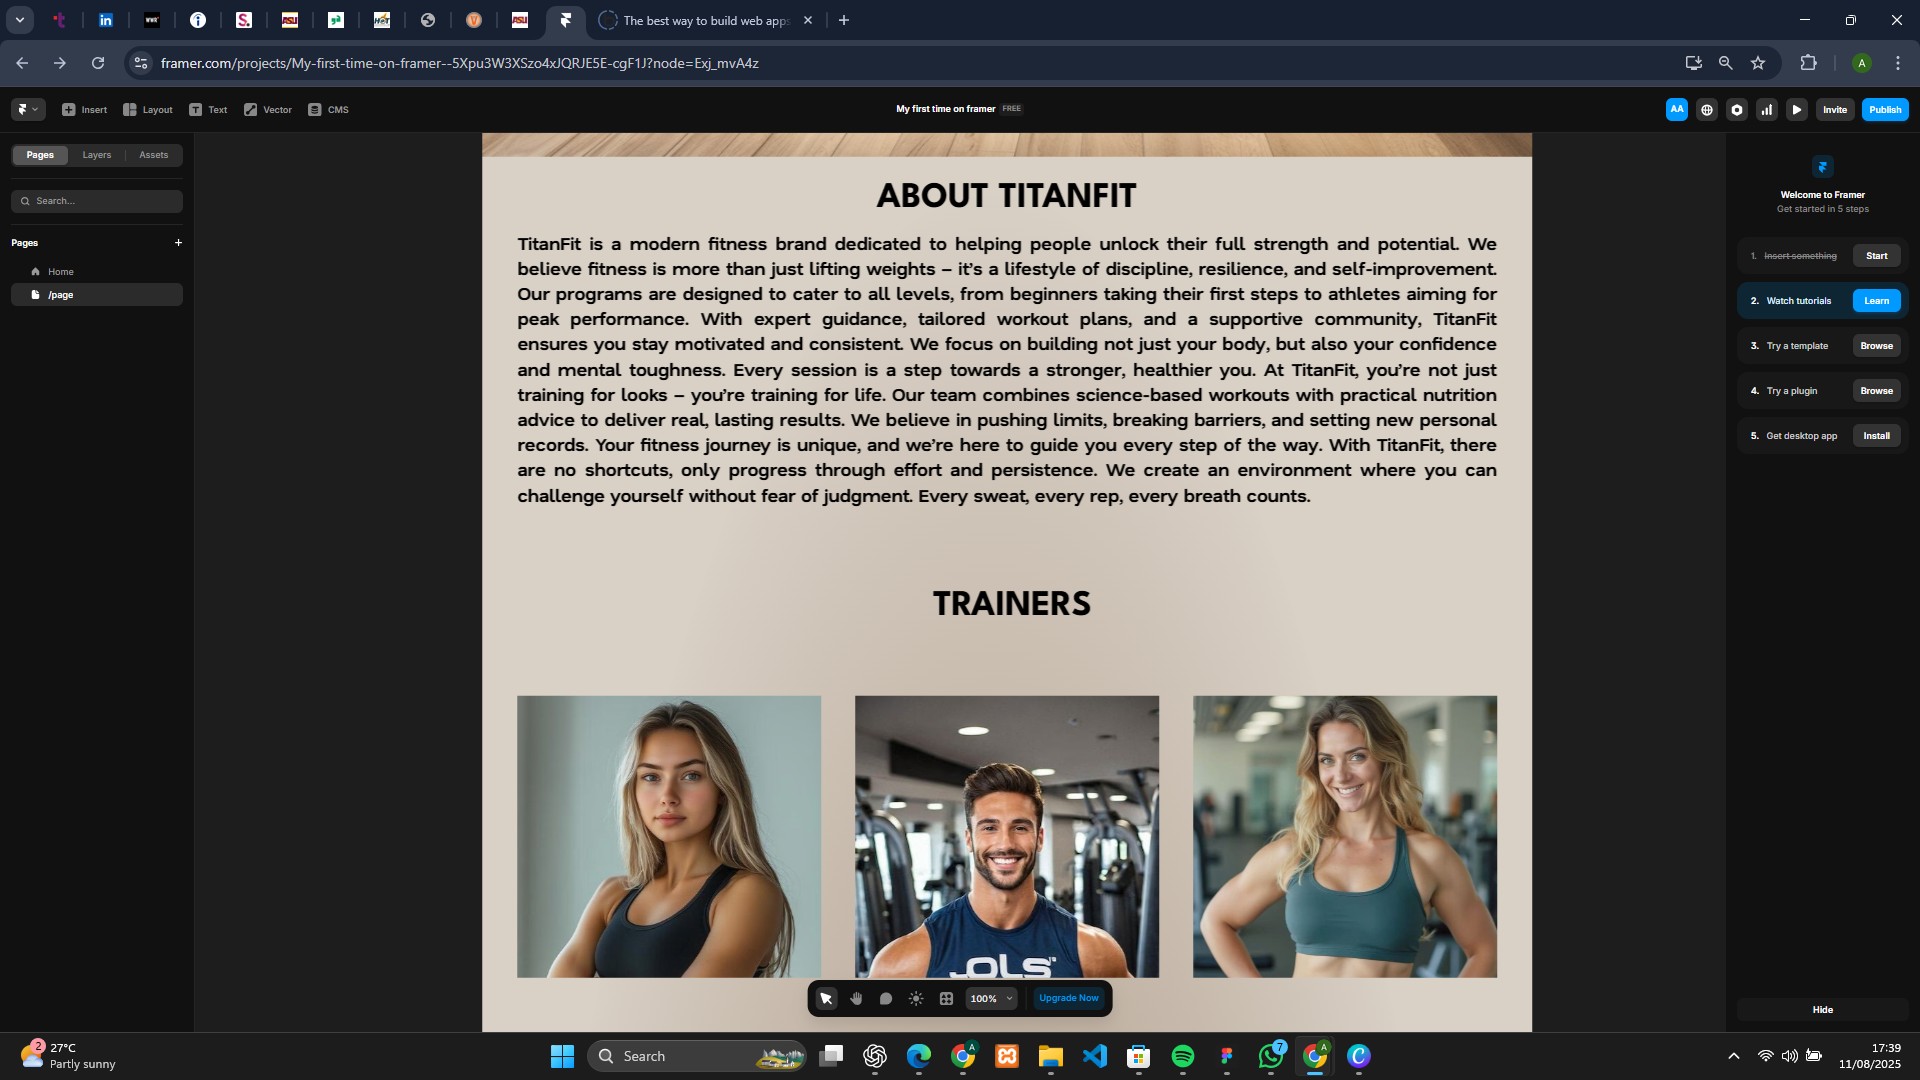 The best way to build web apps
framer.com/projects/My-first-time-on-framer--5Xpu3W3XSzo4xJQRJE5E-cgF1J?node=Exj_mvA4z
A
Insert Layout Text Vector CMS
My first time on framer FREE
AA Invite Publish
Pages Layers Assets
Search...
Pages
Home
/page
ABOUT TITANFIT
TitanFit is a modern fitness brand dedicated to helping people unlock their full strength and potential. We
believe fitness is more than just lifting weights – it’s a lifestyle of discipline, resilience, and self-improvement.
Our programs are designed to cater to all levels, from beginners taking their first steps to athletes aiming for
peak performance. With expert guidance, tailored workout plans, and a supportive community, TitanFit
ensures you stay motivated and consistent. We focus on building not just your body, but also your confidence
and mental toughness. Every session is a step towards a stronger, healthier you. At TitanFit, you’re not just
training for looks – you’re training for life. Our team combines science-based workouts with practical nutrition
advice to deliver real, lasting results. We believe in pushing limits, breaking barriers, and setting new personal
records. Your fitness journey is unique, and we’re here to guide you every step of the way. With TitanFit, there
are no shortcuts, only progress through effort and persistence. We create an environment where you can
challenge yourself without fear of judgment. Every sweat, every rep, every breath counts.
TRAINERS
OLS
100% Upgrade Now
Welcome to Framer
Get started in 5 steps
1. Insert something Start
2. Watch tutorials Learn
3. Try a template Browse
4. Try a plugin Browse
5. Get desktop app Install
Hide
2
27°C
Partly sunny
Search
7
17:39
11/08/2025